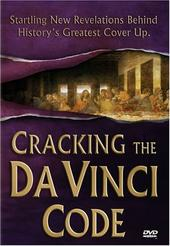 Startling New Revelations Behind
History's Greatest Cover Up.
CRACKING THE
DA VINCI
CODE
DVD